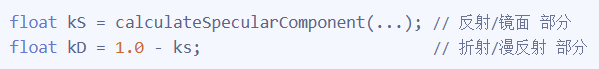 float kS = calculateSpecularComponent(...); // 反射/镜面 部分
float kD = 1.0 - ks; // 折射/漫反射 部分